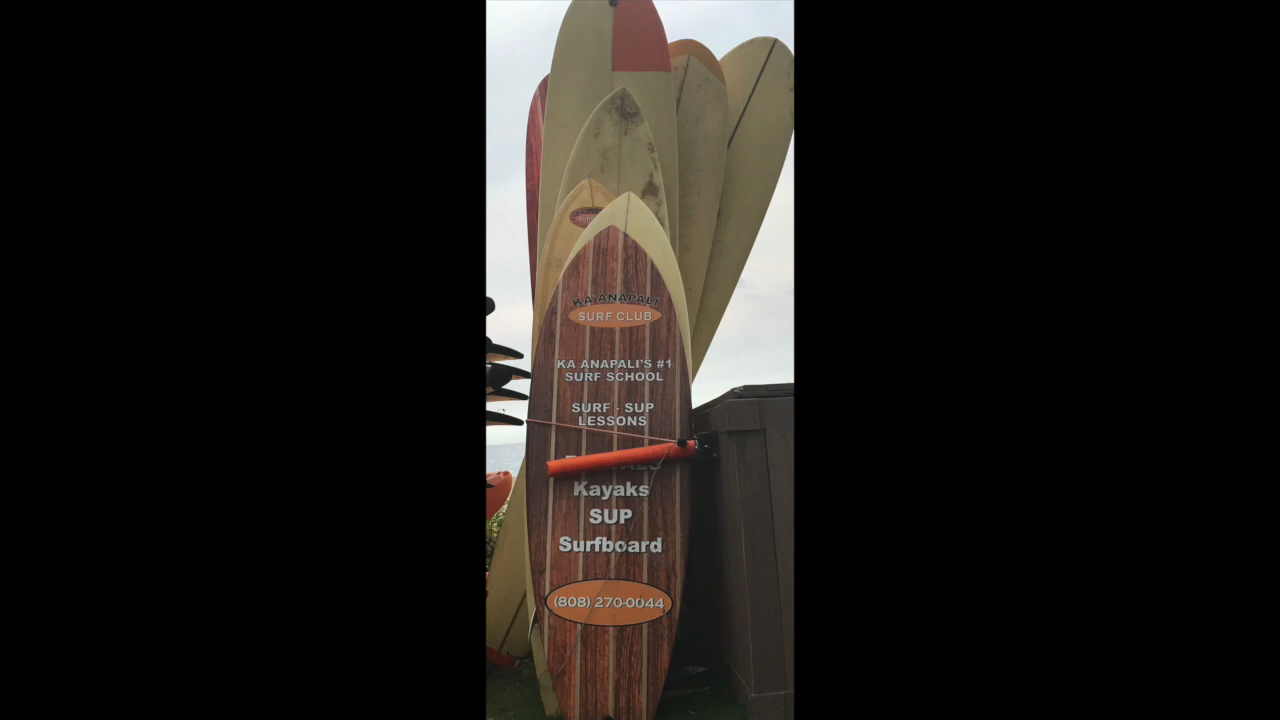 KA ANAPALI
SURF CLUB
KA ANAPALI'S #1
SURF SCHOOL
SURF - SUP
LESSONS
Kayaks
SUP
Surfboard
(808) 270-0044